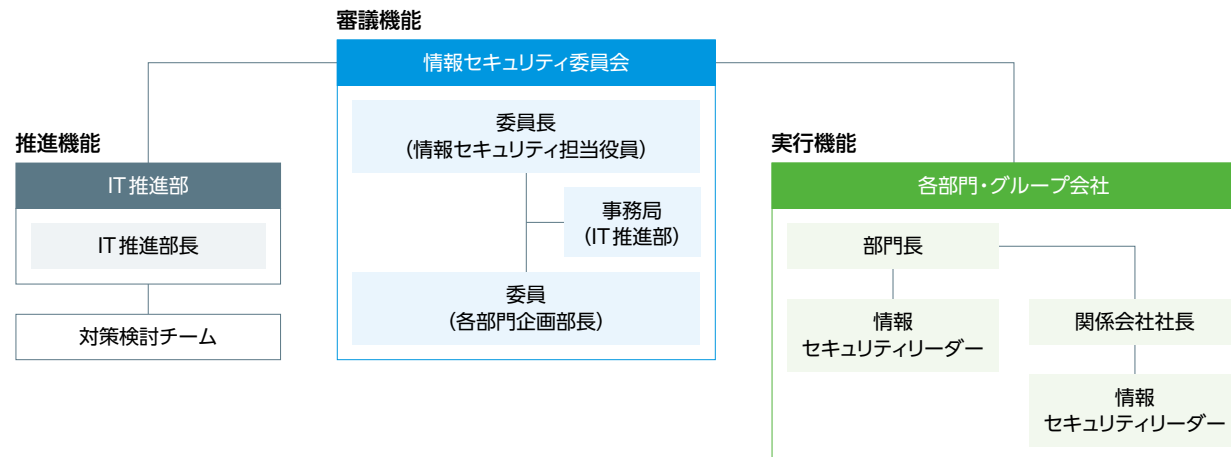 審議機能
情報セキュリティ委員会
委員長
（情報セキュリティ担当役員）
事務局
（IT推進部）
委員
（各部門企画部長）
推進機能
IT推進部
IT推進部長
対策検討チーム
実行機能
各部門・グループ会社
部門長
情報
セキュリティリーダー
関係会社社長
情報
セキュリティリーダー